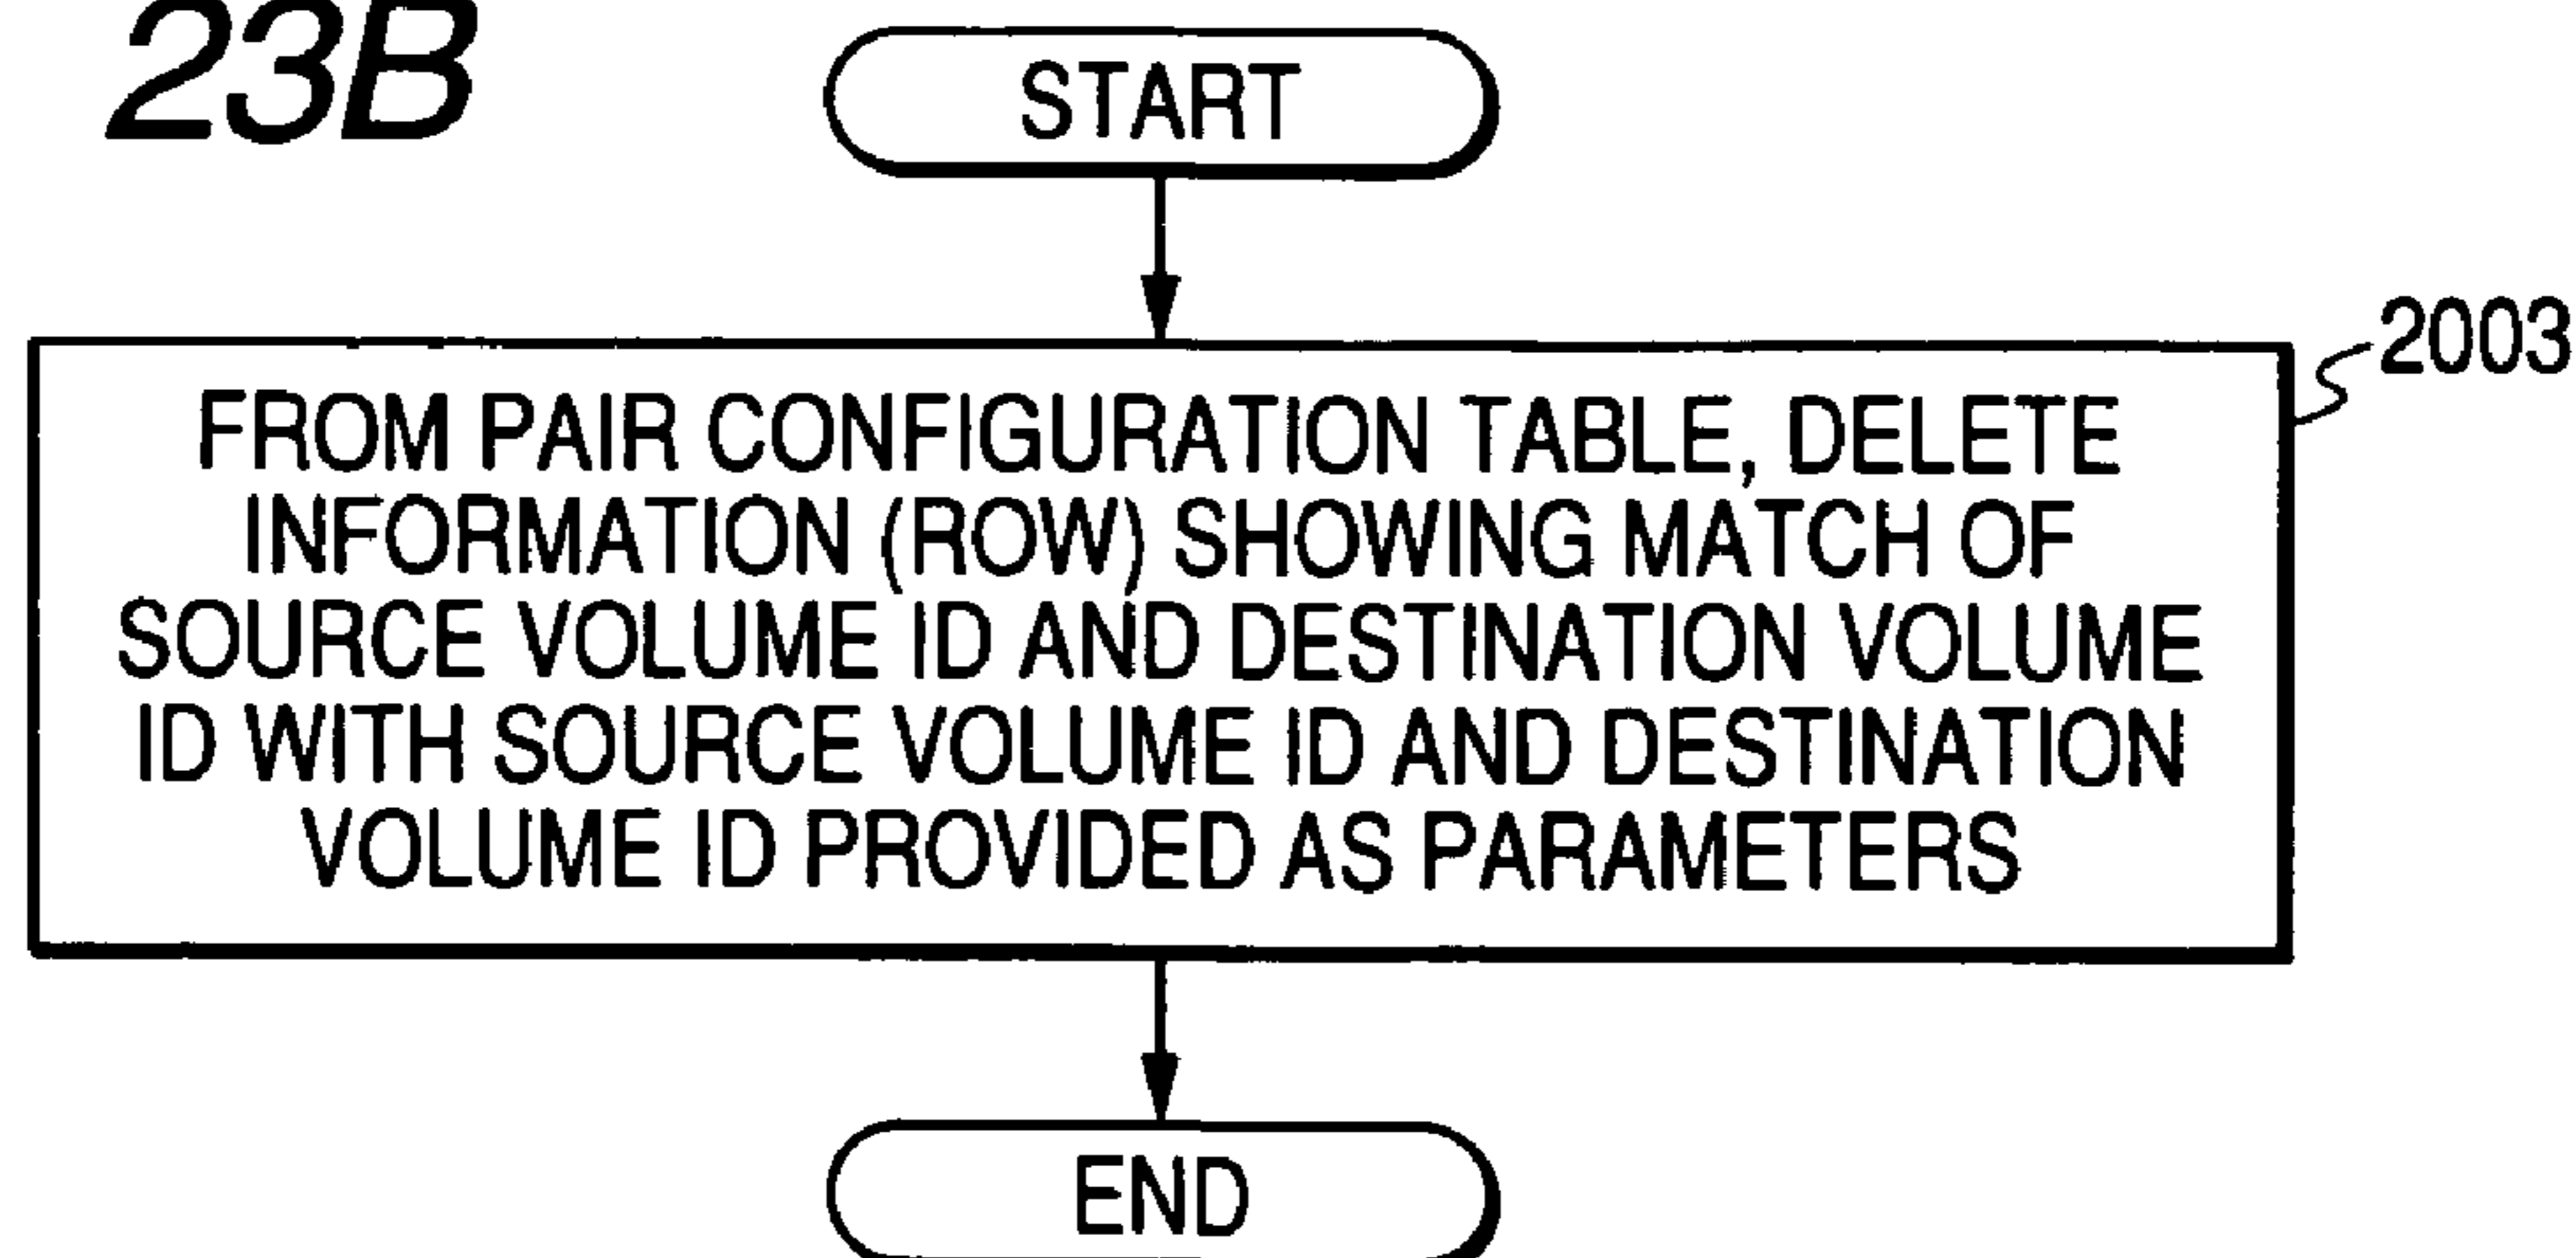 23B
START
2003
FROM PAIR CONFIGURATION TABLE, DELETE
INFORMATION (ROW) SHOWING MATCH OF
SOURCE VOLUME ID AND DESTINATION VOLUME
ID WITH SOURCE VOLUME ID AND DESTINATION
VOLUME ID PROVIDED AS PARAMETERS
END